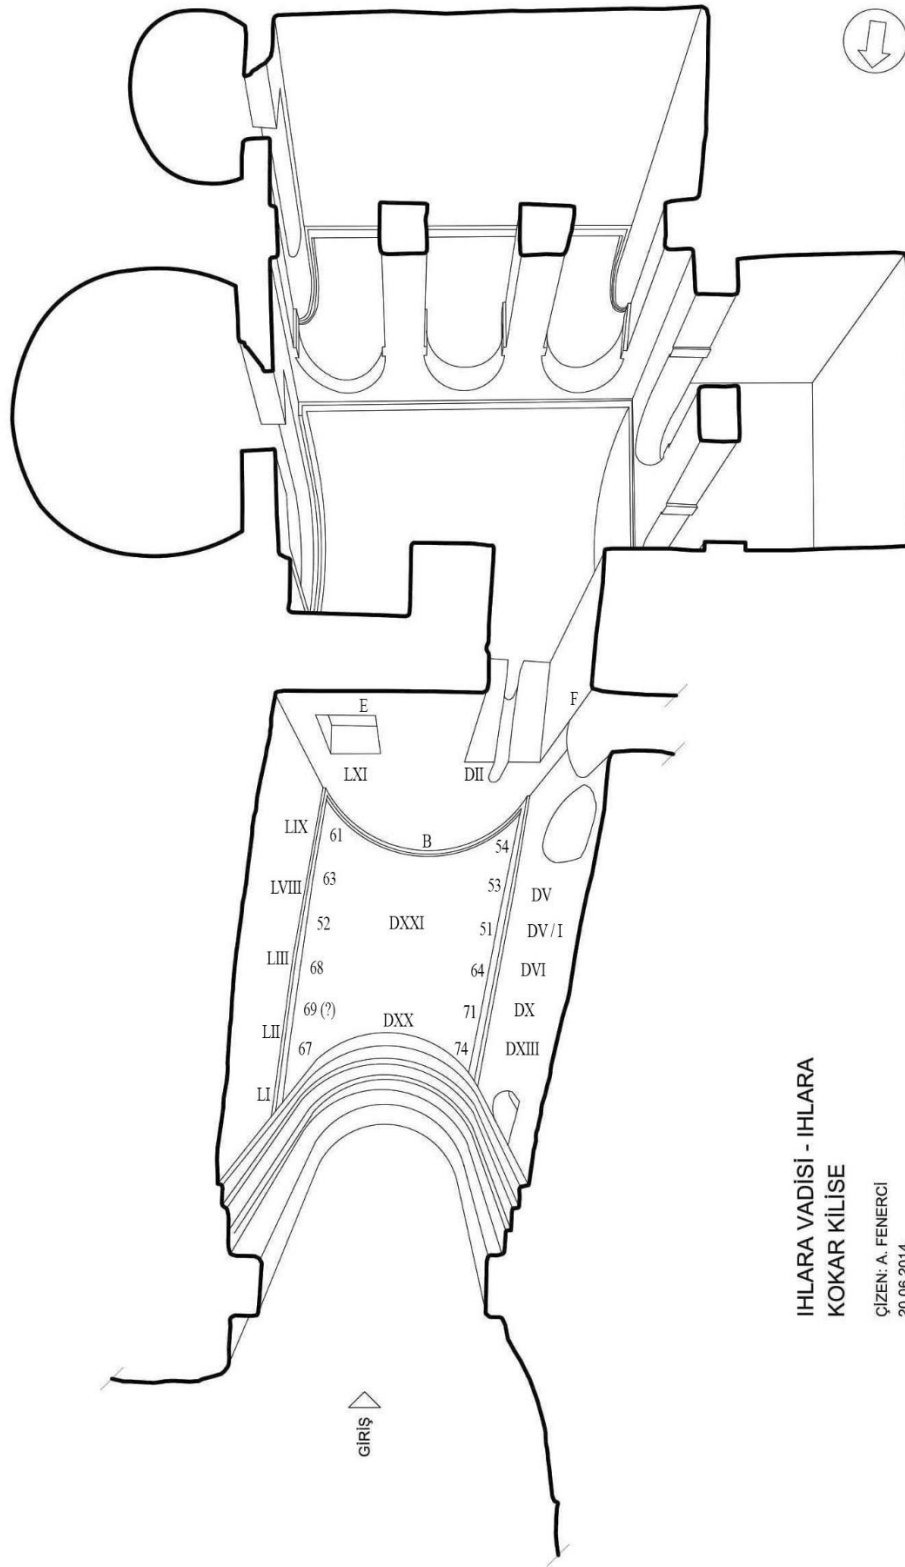 E
F
LXI
DII
LIX
61
B
54
LVIII
63
53
DV
52
DXXI
51
DV / I
LIII
68
64
DVI
69 (?)
71
DX
LII
67
DXX
74
DXIII
LI
GİRİŞ
IHLARA VADİSİ - IHLARA
KOKAR KİLİSE
ÇİZEN: A. FENERCİ
20.06.2014